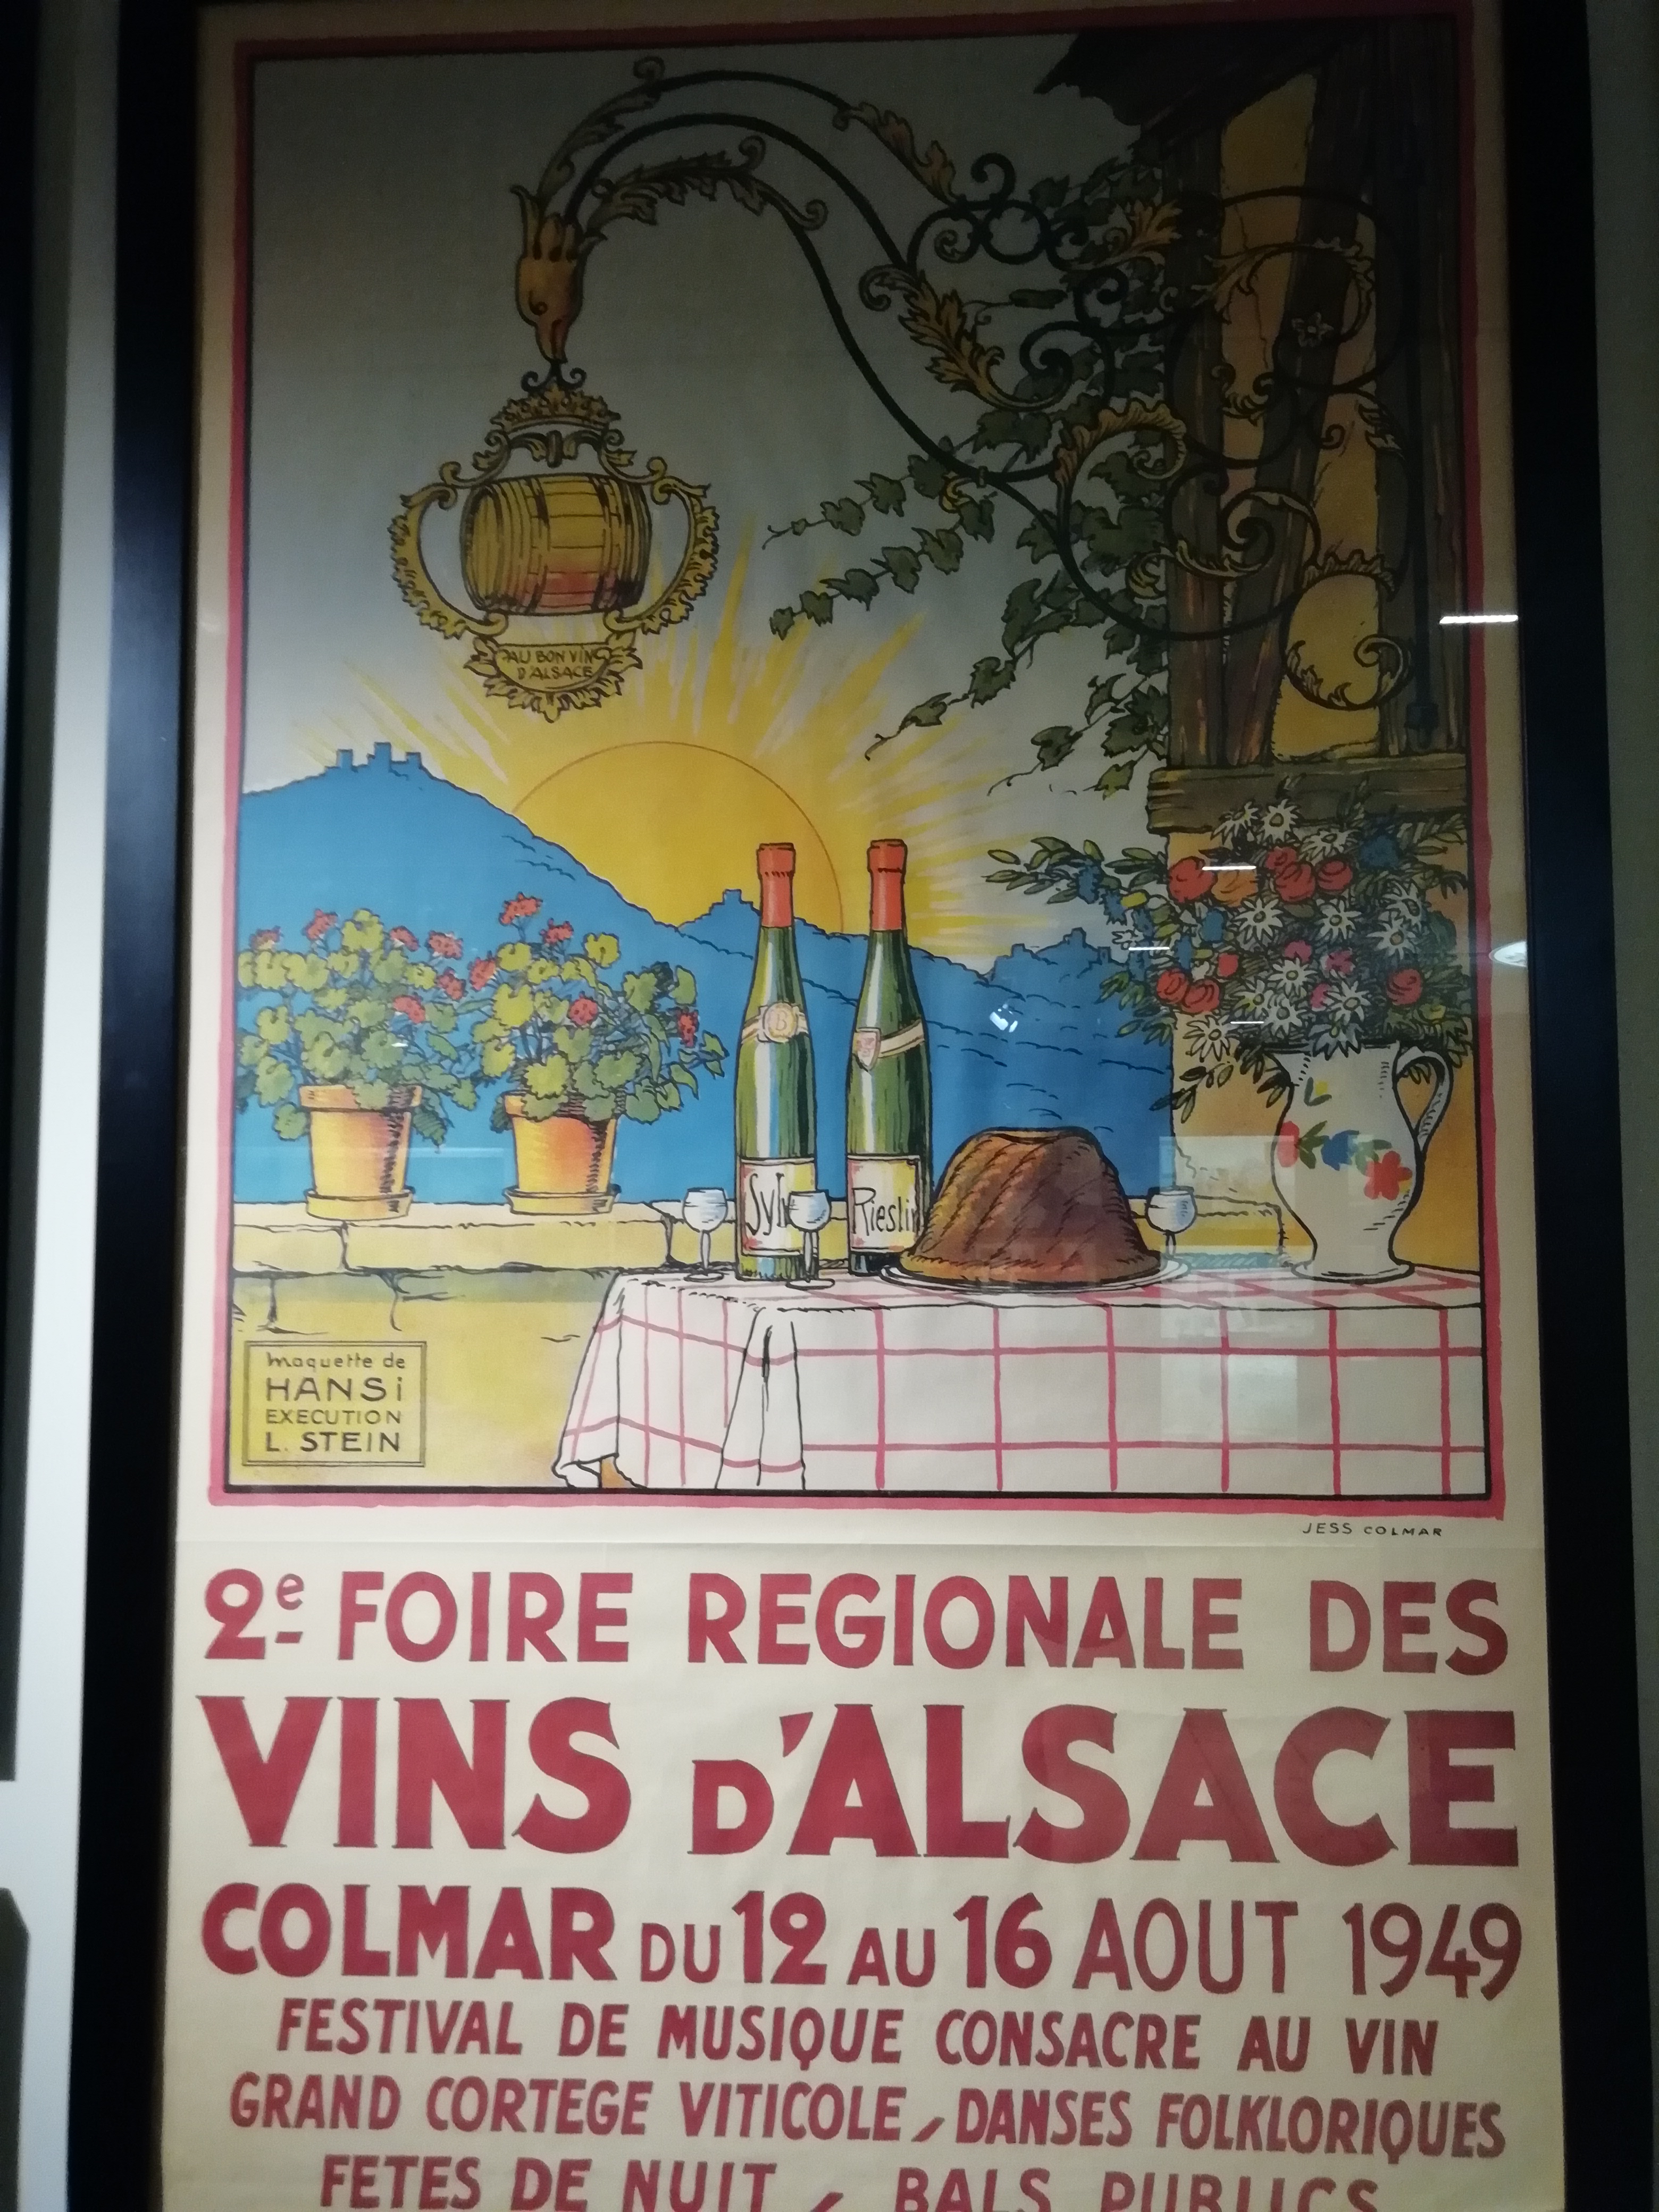 AU BON VIN
D'ALSACE
B
Syl
Rieslin
maquette de
HANSi
EXECUTION
L. STEIN
JESS COLMAR
2e FOIRE REGIONALE DES
VINS D'ALSACE
COLMAR DU 12 AU 16 AOUT 1949
FESTIVAL DE MUSIQUE CONSACRE AU VIN
GRAND CORTEGE VITICOLE, DANSES FOLKLORIQUES
FETES DE NUIT, BALS PUBLICS